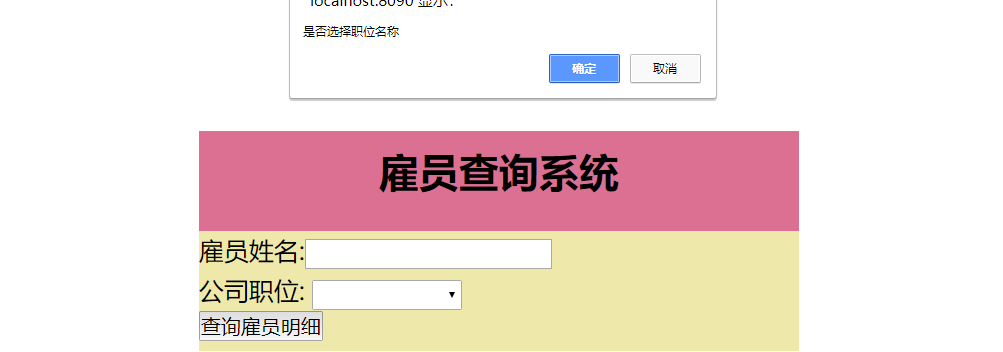 localhost:8090 显示：
是否选择职位名称
确定 取消
雇员查询系统
雇员姓名:
公司职位:
查询雇员明细